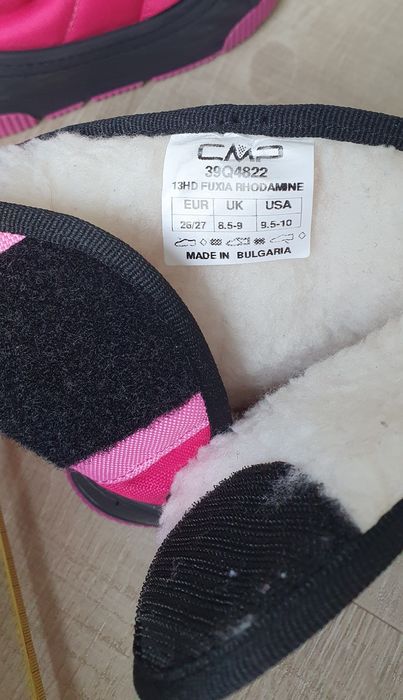 CMP
39Q4822
13HD FUXIA RHODAMINE
EUR UK USA
26/27 8.5-9 9.5-10
MADE IN BULGARIA